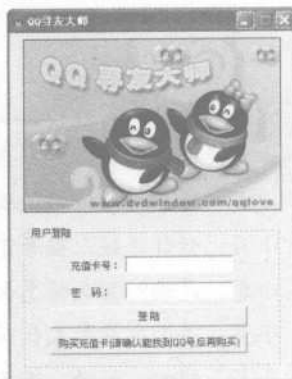 QQ寻友大师
QQ 寻友大师
www.dvdwindow.com/qqlove
用户登陆
充值卡号：
密 码：
登陆
购买充值卡(请确认能找到QQ号后再购买)